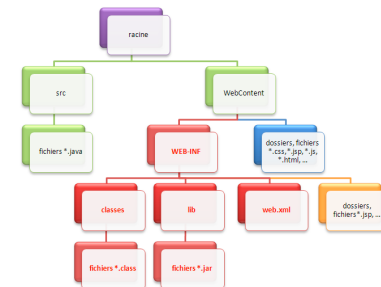 racine
src
WebContent
fichiers *.java
WEB-INF
dossiers, fichiers
*.css,*.jsp,*.js,
*.html, ...
classes
lib
web.xml
dossiers,
fichiers*.jsp, ...
fichiers *.class
fichiers *.jar